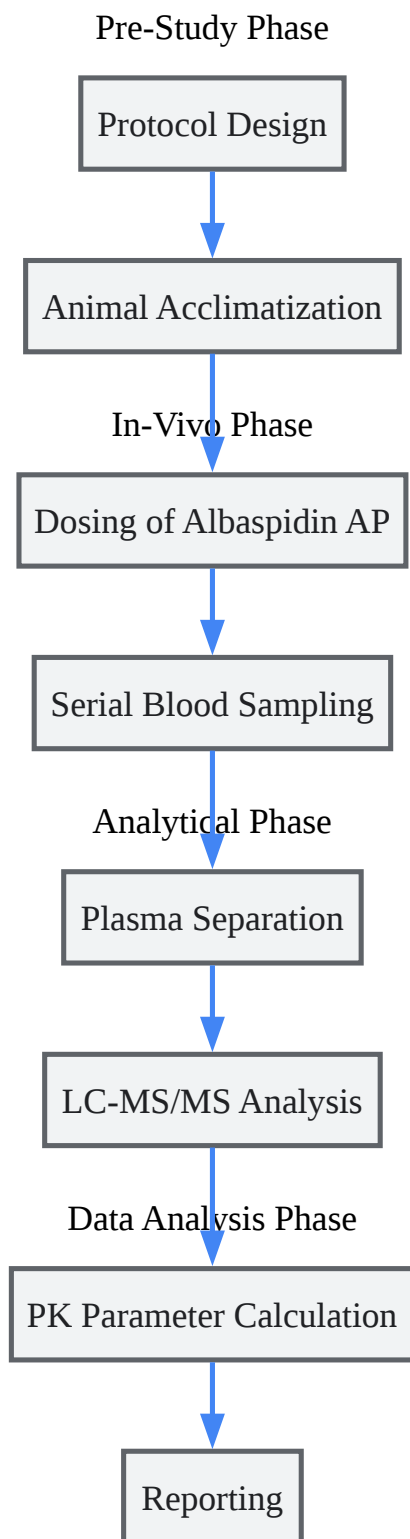 Pre-Study Phase
Protocol Design
Animal Acclimatization
In-Vivo Phase
Dosing of Albaspidin AP
Serial Blood Sampling
Analytical Phase
Plasma Separation
LC-MS/MS Analysis
Data Analysis Phase
PK Parameter Calculation
Reporting